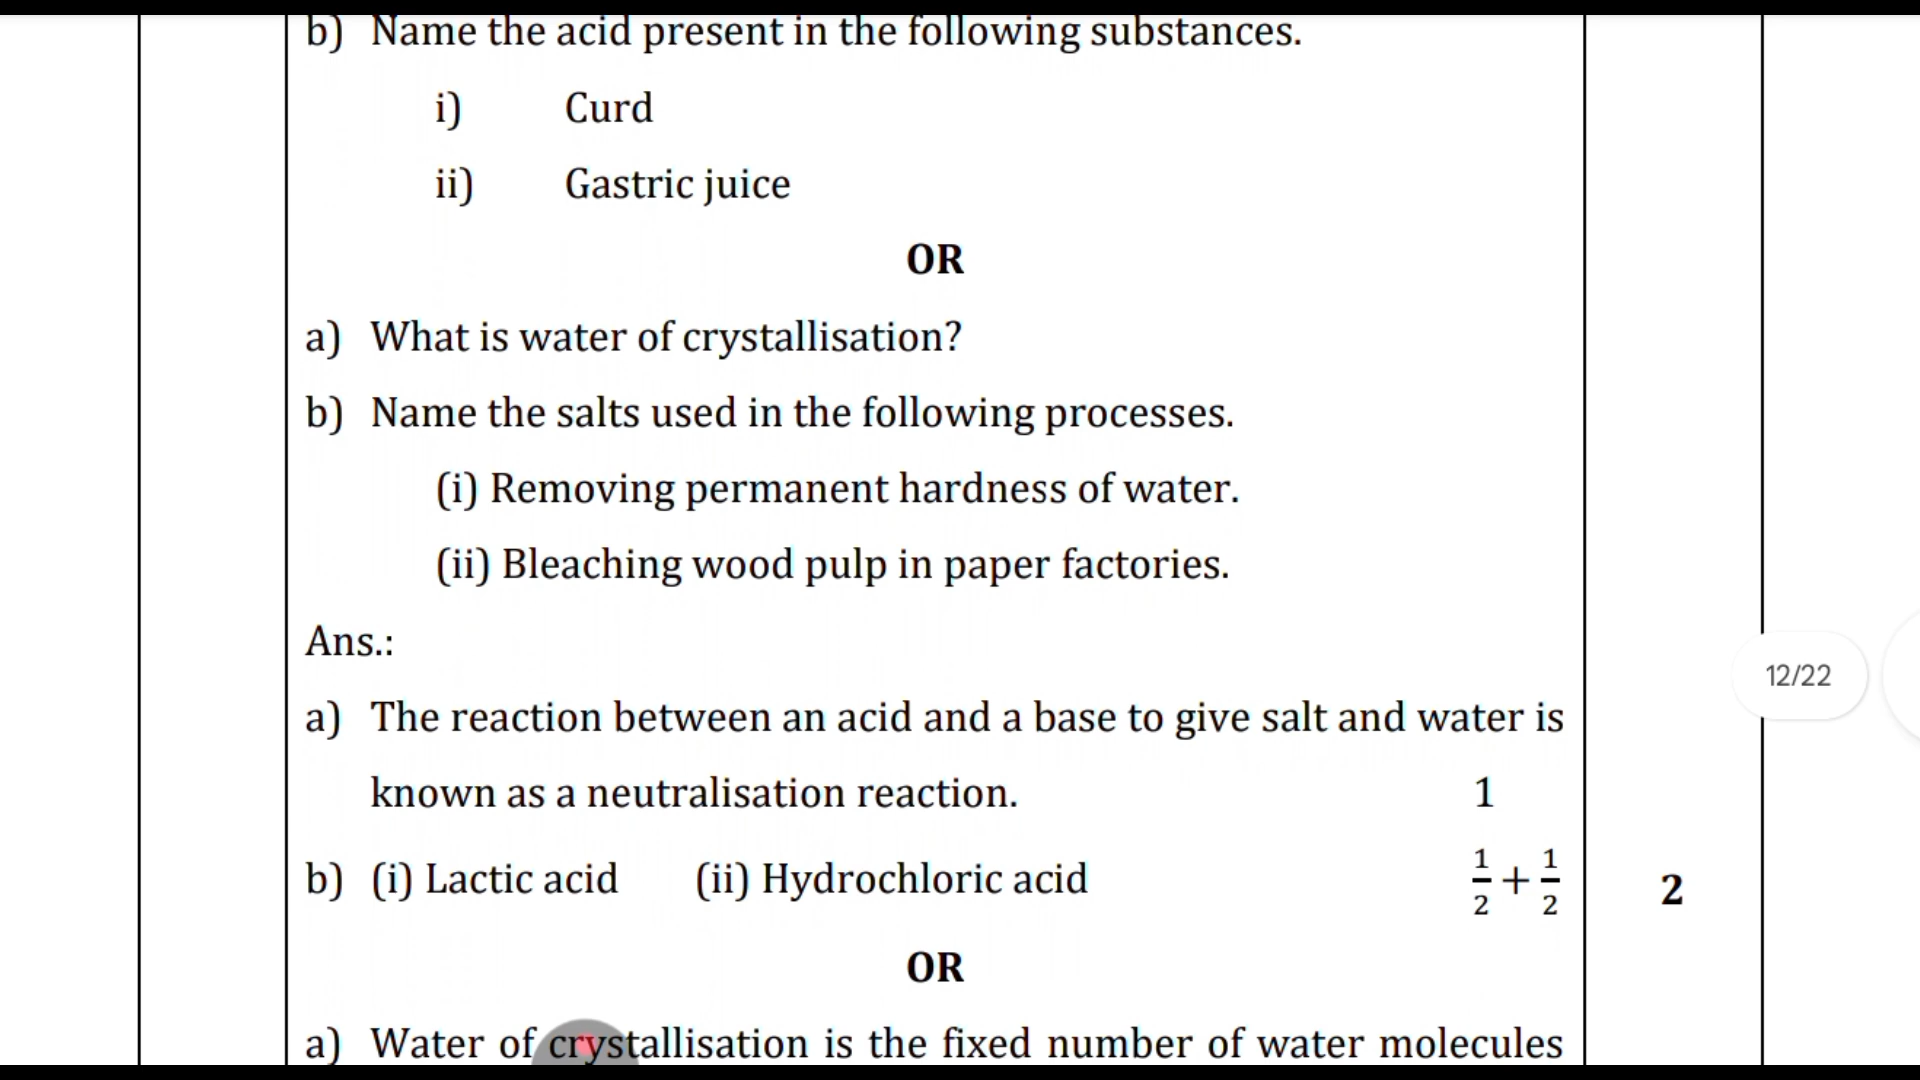 b) Name the acid present in the following substances.
i) Curd
ii) Gastric juice
OR
a) What is water of crystallisation?
b) Name the salts used in the following processes.
(i) Removing permanent hardness of water.
(ii) Bleaching wood pulp in paper factories.
Ans.:
12/22
a) The reaction between an acid and a base to give salt and water is
known as a neutralisation reaction. 1
b) (i) Lactic acid (ii) Hydrochloric acid 1/2 + 1/2 2
OR
a) Water of crystallisation is the fixed number of water molecules